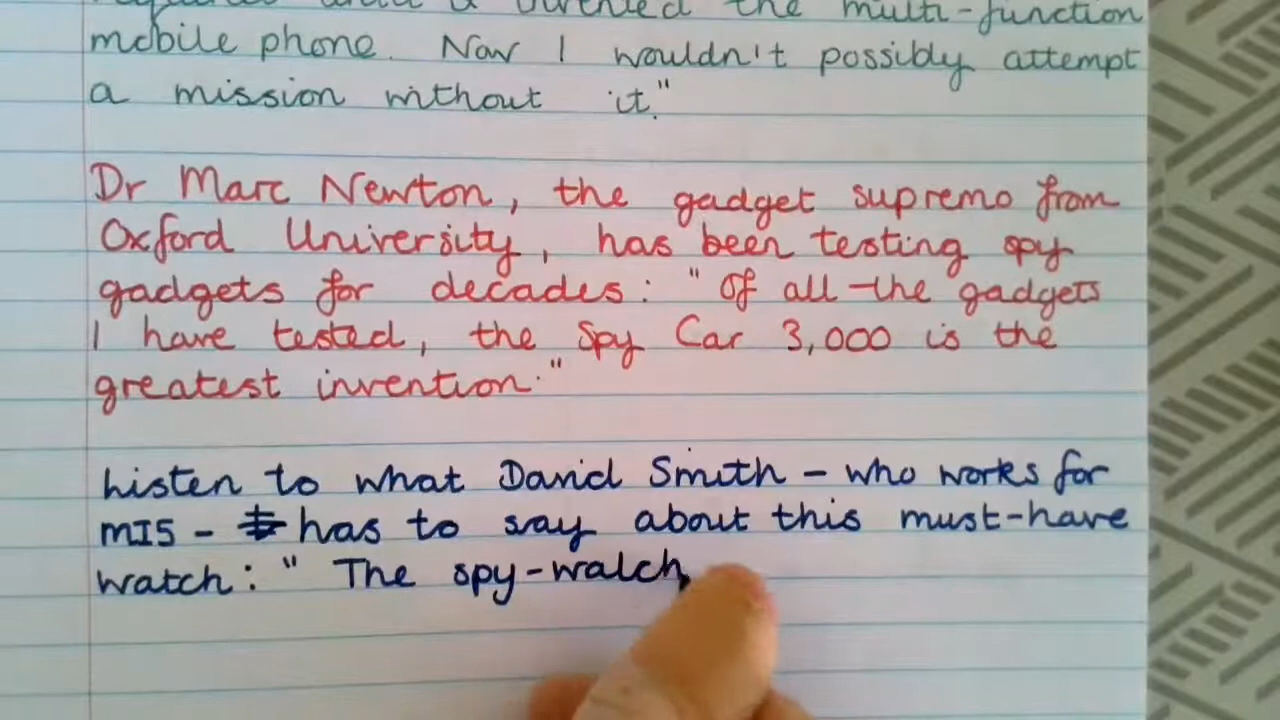 the multi-function
mobile phone. Now I wouldn't possibly attempt
a mission without it."
Dr Marc Newton, the gadget supremo from
Oxford University, has been testing spy
gadgets for decades: "Of all the gadgets
I have tested, the Spy Car 3,000 is the
greatest invention."
Listen to what David Smith - who works for
MI5 - has to say about this must-have
watch: " The spy-watch